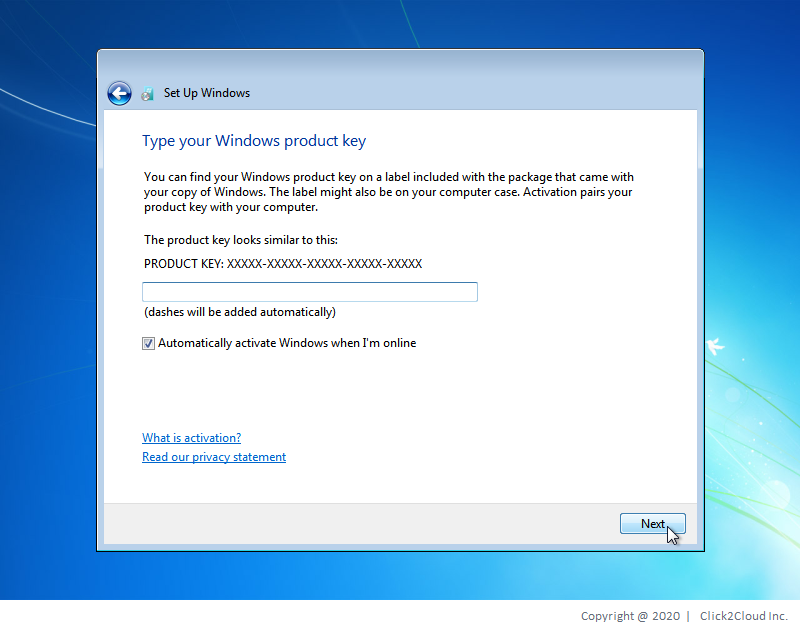 Set Up Windows
Type your Windows product key
You can find your Windows product key on a label included with the package that came with
your copy of Windows. The label might also be on your computer case. Activation pairs your
product key with your computer.
The product key looks similar to this:
PRODUCT KEY: XXXXX-XXXXX-XXXXX-XXXXX-XXXXX
(dashes will be added automatically)
Automatically activate Windows when I'm online
What is activation?
Read our privacy statement
Next
Copyright @ 2020 | Click2Cloud Inc.